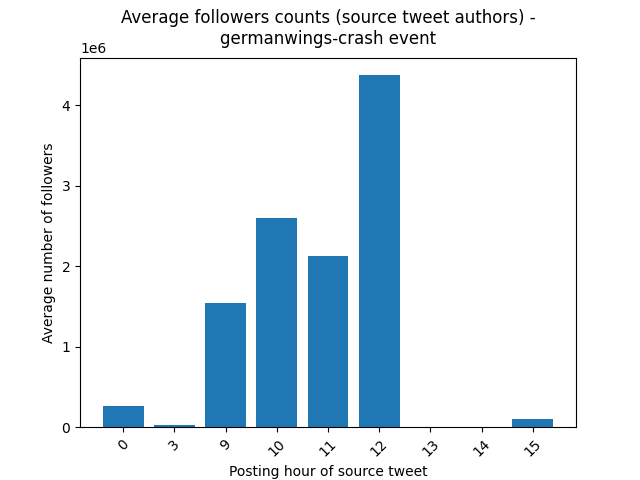 Average followers counts (source tweet authors) -
germanwings-crash event
1e6
4
3
2
1
0
Average number of followers
0 3 9 10 11 12 13 14 15
Posting hour of source tweet